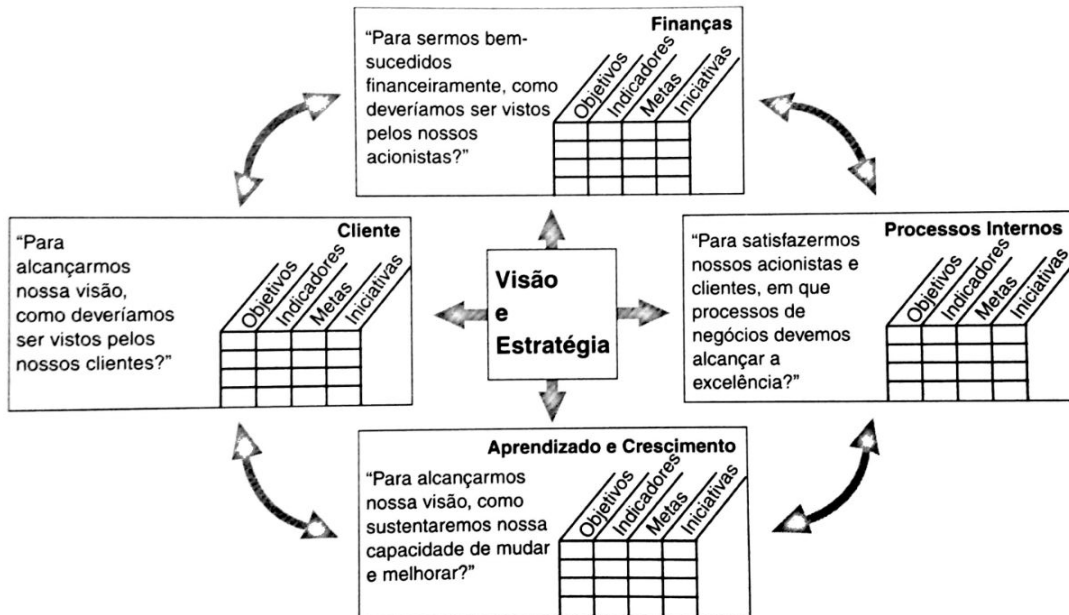 Finanças
“Para sermos bem-
sucedidos
financeiramente, como
deveríamos ser vistos
pelos nossos
acionistas?”
Objetivos
Indicadores
Metas
Iniciativas
Cliente
“Para
alcançarmos
nossa visão,
como deveríamos
ser vistos pelos
nossos clientes?”
Objetivos
Indicadores
Metas
Iniciativas
Visão
e
Estratégia
Processos Internos
“Para satisfazermos
nossos acionistas e
clientes, em que
processos de
negócios devemos
alcançar a
excelência?”
Objetivos
Indicadores
Metas
Iniciativas
Aprendizado e Crescimento
“Para alcançarmos
nossa visão, como
sustentaremos nossa
capacidade de mudar
e melhorar?”
Objetivos
Indicadores
Metas
Iniciativas